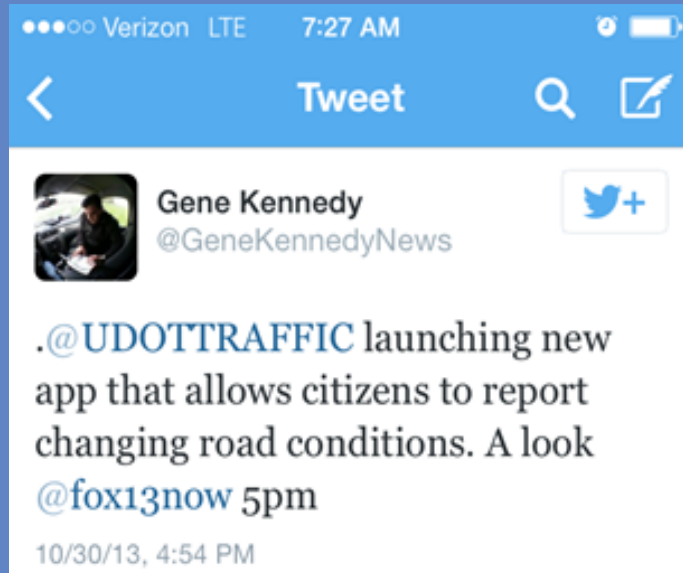 Verizon LTE 7:27 AM
Tweet
Gene Kennedy
@GeneKennedyNews
.@UDOTTRAFFIC launching new
app that allows citizens to report
changing road conditions. A look
@fox13now 5pm
10/30/13, 4:54 PM